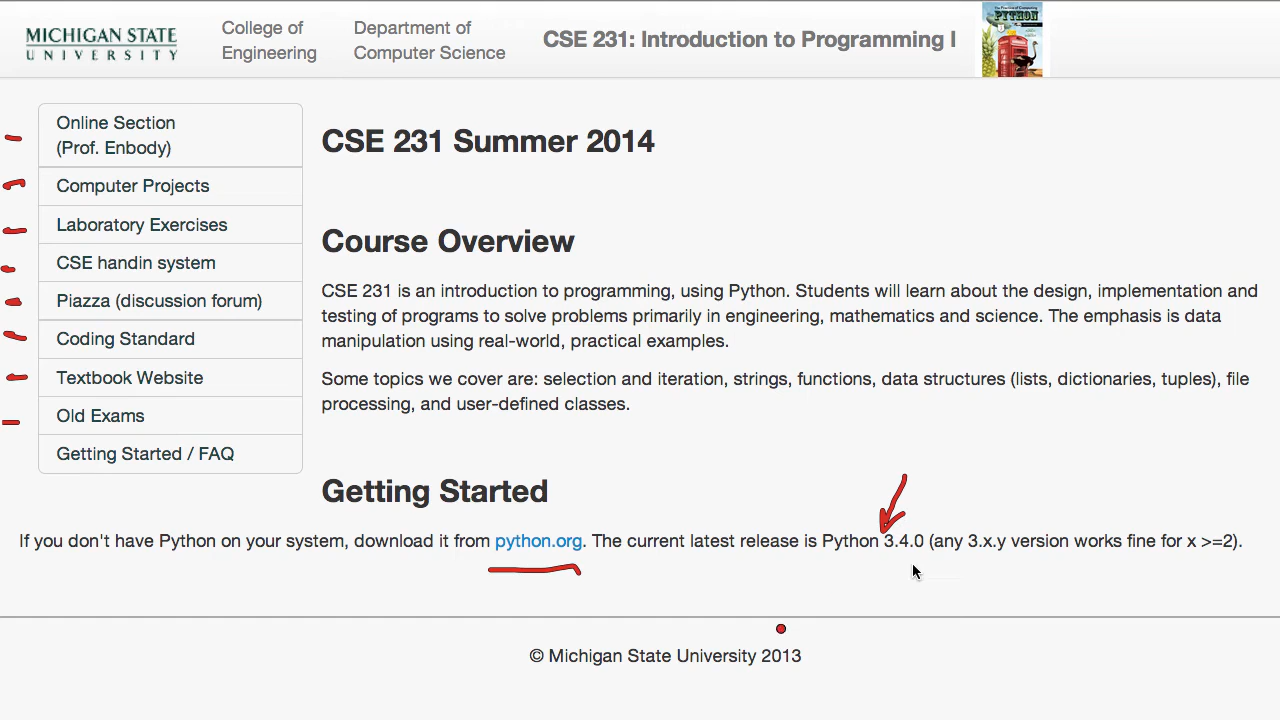 MICHIGAN STATE
UNIVERSITY
College of
Engineering
Department of
Computer Science
CSE 231: Introduction to Programming I
PYTHON
Online Section
(Prof. Enbody)
Computer Projects
Laboratory Exercises
CSE handin system
Piazza (discussion forum)
Coding Standard
Textbook Website
Old Exams
Getting Started / FAQ
CSE 231 Summer 2014
Course Overview
CSE 231 is an introduction to programming, using Python. Students will learn about the design, implementation and
testing of programs to solve problems primarily in engineering, mathematics and science. The emphasis is data
manipulation using real-world, practical examples.
Some topics we cover are: selection and iteration, strings, functions, data structures (lists, dictionaries, tuples), file
processing, and user-defined classes.
Getting Started
If you don't have Python on your system, download it from python.org. The current latest release is Python 3.4.0 (any 3.x.y version works fine for x >=2).
© Michigan State University 2013